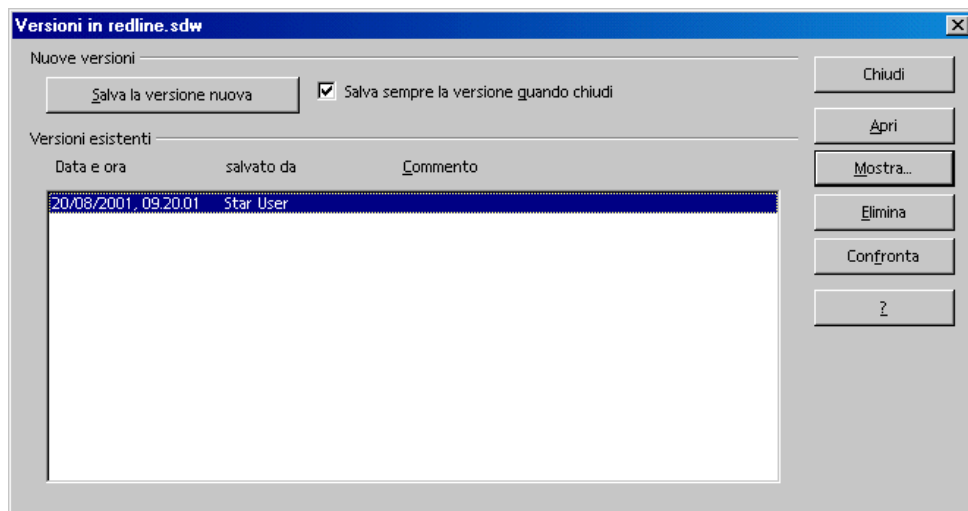 Versioni in redline.sdw
Nuove versioni
Salva la versione nuova
Salva sempre la versione quando chiudi
Versioni esistenti
Data e ora salvato da Commento
20/08/2001, 09.20.01 Star User
Chiudi
Apri
Mostra...
Elimina
Confronta
?